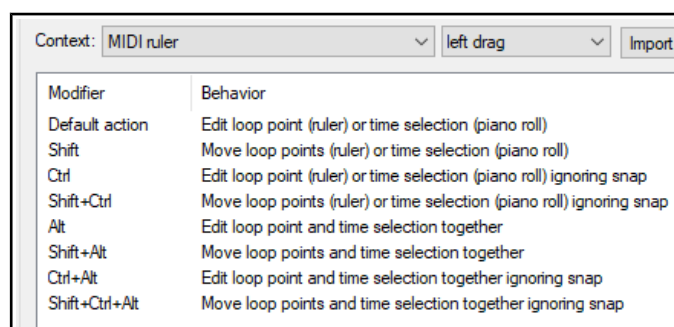 Context: MIDI ruler left drag Import
Modifier Behavior
Default action Edit loop point (ruler) or time selection (piano roll)
Shift Move loop points (ruler) or time selection (piano roll)
Ctrl Edit loop point (ruler) or time selection (piano roll) ignoring snap
Shift+Ctrl Move loop points (ruler) or time selection (piano roll) ignoring snap
Alt Edit loop point and time selection together
Shift+Alt Move loop points and time selection together
Ctrl+Alt Edit loop point and time selection together ignoring snap
Shift+Ctrl+Alt Move loop points and time selection together ignoring snap